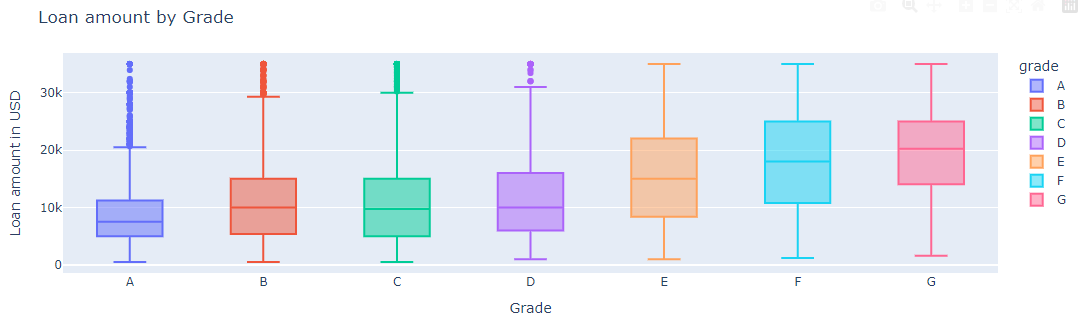 Loan amount by Grade
Loan amount in USD
30k
20k
10k
0
A B C D E F G
Grade
grade
A
B
C
D
E
F
G